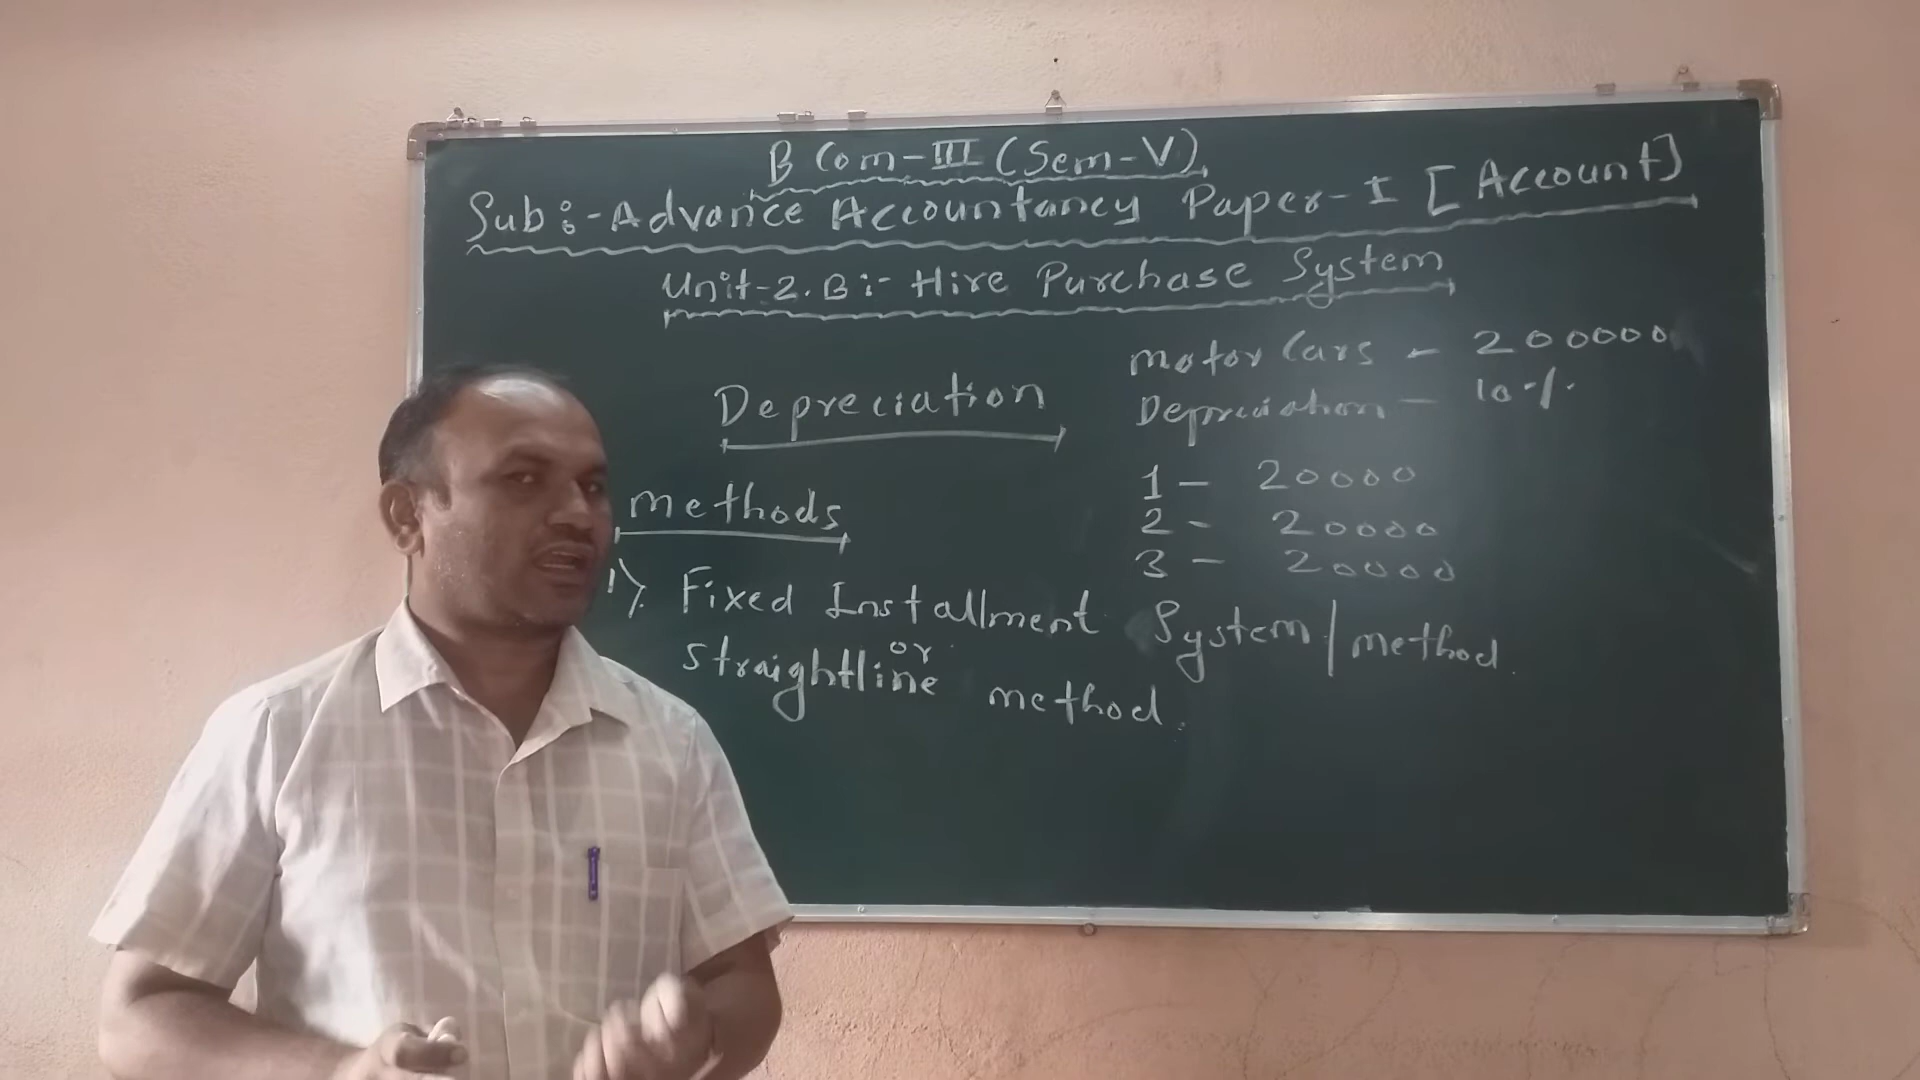 B Com-III (Sem-V)
Sub:-Advance Accountancy Paper-I [Account]
Unit-2.B:- Hire Purchase System
Depreciation
Motor Cars - 200000
Depreciation - 10%
1 - 20000
2 - 20000
3 - 20000
methods
1) Fixed Installment System/method
or
straightline method.